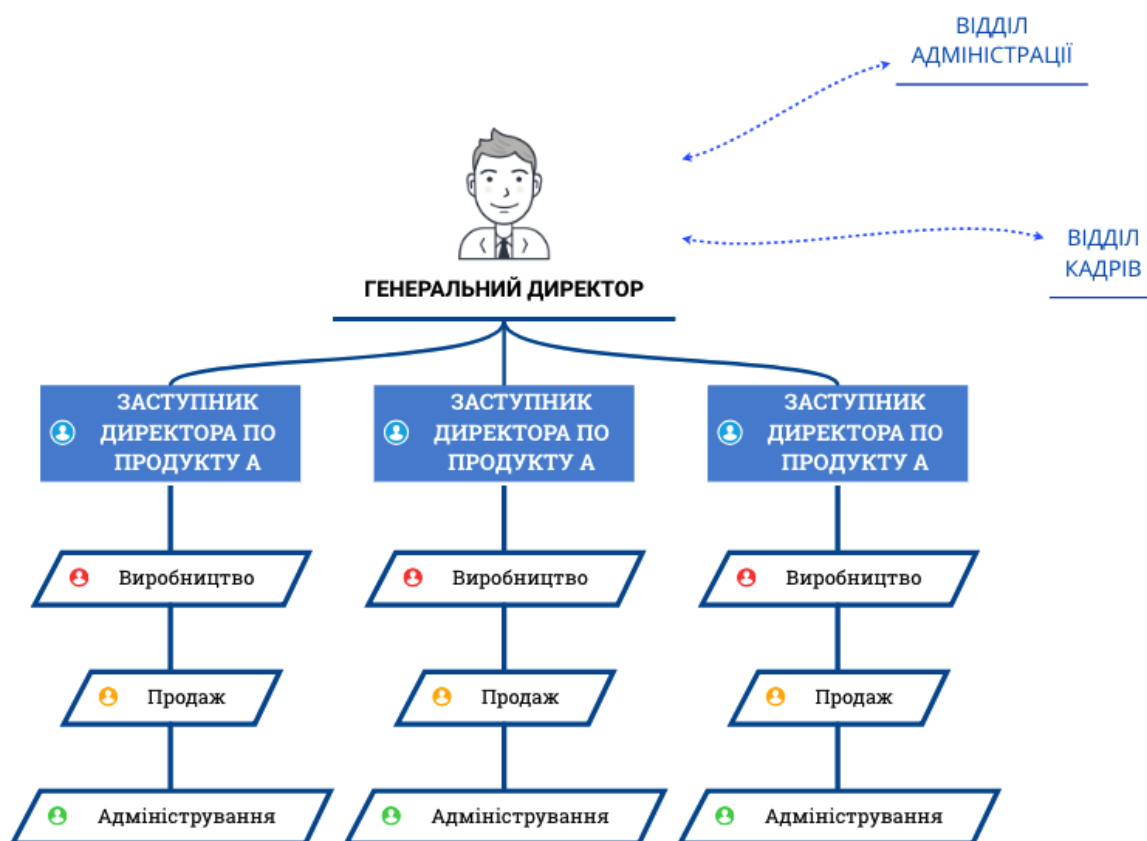 ВІДДІЛ
АДМІНІСТРАЦІЇ
ВІДДІЛ
КАДРІВ
ГЕНЕРАЛЬНИЙ ДИРЕКТОР
ЗАСТУПНИК
ДИРЕКТОРА ПО
ПРОДУКТУ А
ЗАСТУПНИК
ДИРЕКТОРА ПО
ПРОДУКТУ А
ЗАСТУПНИК
ДИРЕКТОРА ПО
ПРОДУКТУ А
Виробництво
Виробництво
Виробництво
Продаж
Продаж
Продаж
Адміністрування
Адміністрування
Адміністрування